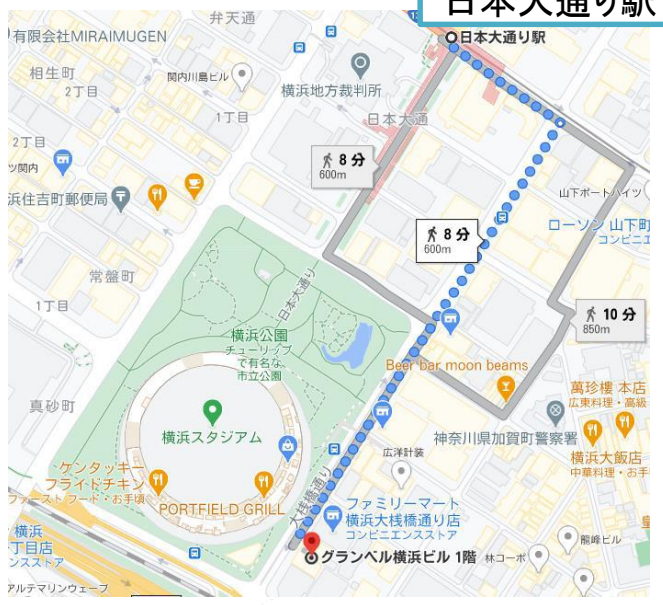 日本大通り駅
弁天通
有限会社MIRAIMUGEN
日本大通り駅
相生町
2丁目
関内川島ビル
横浜地方裁判所
1丁目
日本大通
2丁目
ツ関内
8 分
600m
浜住吉町郵便局
山下ポートハイツ
ローソン 山下町
コンビニエ
8 分
600m
常盤町
日本大通り
1丁目
10 分
850m
横浜公園
チューリップ
で有名な
市立公園
Beer bar moon beams
萬珍樓 本店
広東料理・高級
真砂町
横浜スタジアム
神奈川県加賀町警察署
横浜大飯店
中華料理・お手
広洋計装
ケンタッキー
フライドチキン
ファーストフード・お手頃
PORTFIELD GRILL
大桟橋通り
ファミリーマート
横浜大桟橋通り店
コンビニエンスストア
横浜
丁目店
ンスストア
龍峰ビル
グランベル横浜ビル 1階
林コーポ
アルテマリンウェーブ